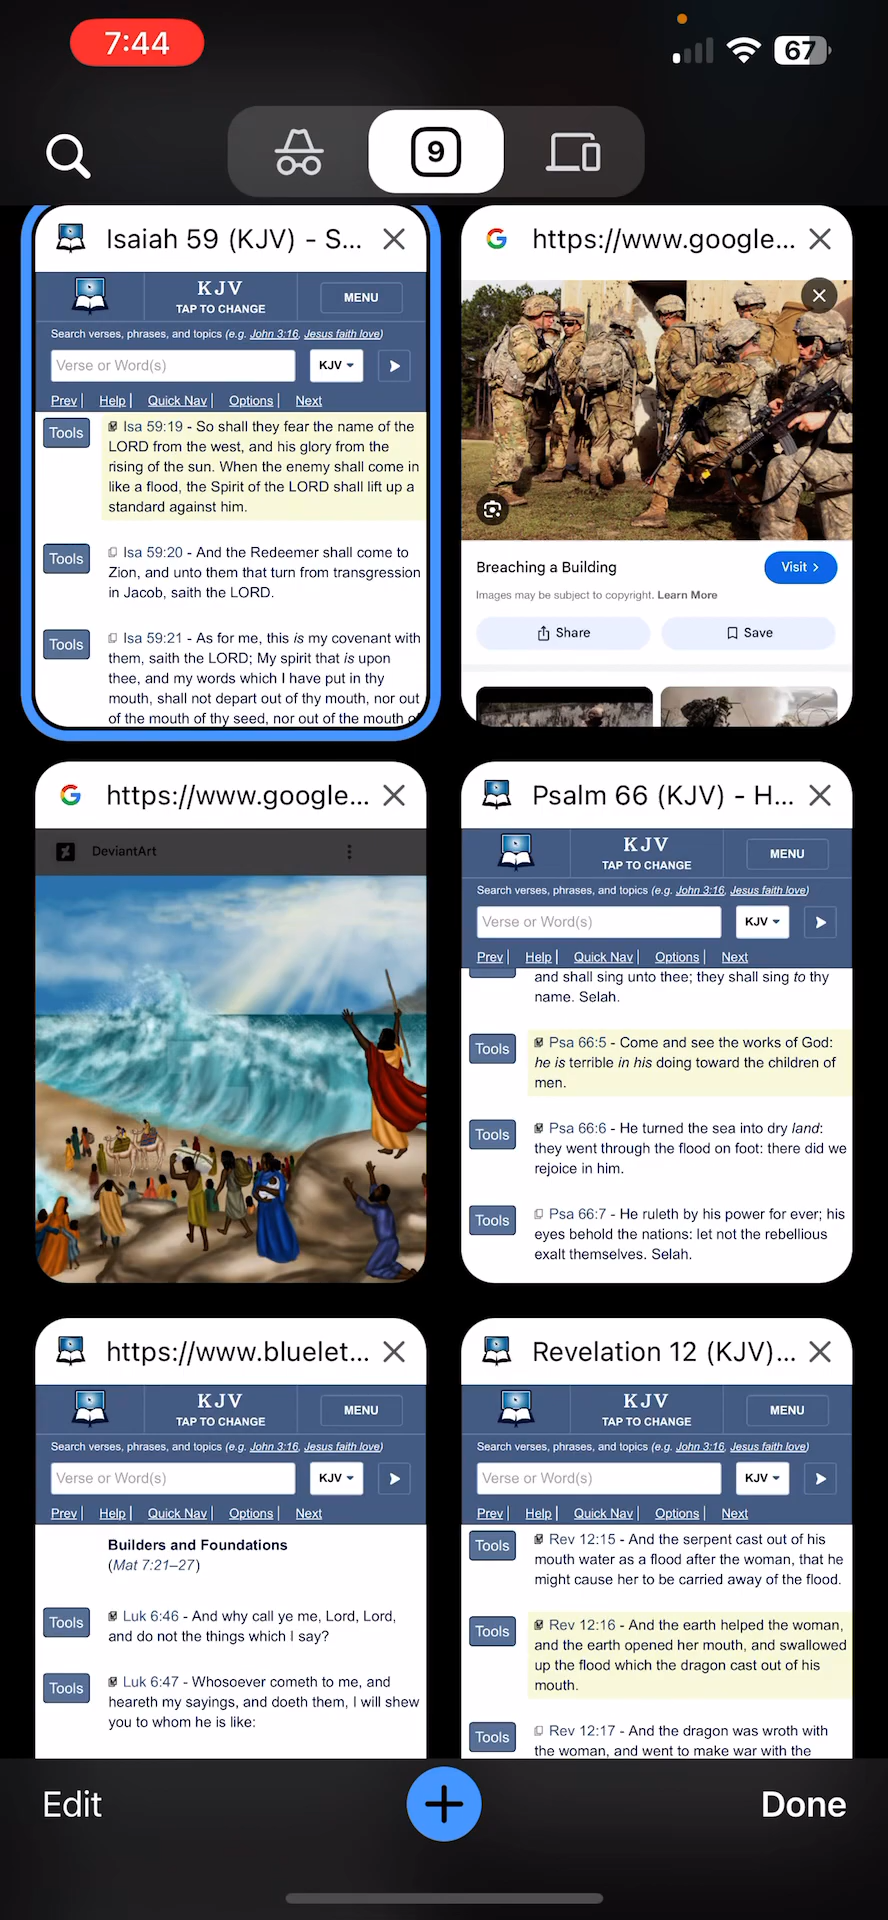 7:44
67
9
Isaiah 59 (KJV) - S...
KJV
TAP TO CHANGE
MENU
Search verses, phrases, and topics (e.g. John 3:16, Jesus faith love)
Verse or Word(s)
KJV
Prev | Help | Quick Nav | Options | Next
Tools
Isa 59:19 - So shall they fear the name of the
LORD from the west, and his glory from the
rising of the sun. When the enemy shall come in
like a flood, the Spirit of the LORD shall lift up a
standard against him.
Tools
Isa 59:20 - And the Redeemer shall come to
Zion, and unto them that turn from transgression
in Jacob, saith the LORD.
Tools
Isa 59:21 - As for me, this is my covenant with
them, saith the LORD; My spirit that is upon
thee, and my words which I have put in thy
mouth, shall not depart out of thy mouth, nor out
of the mouth of thy seed, nor out of the mouth of
https://www.google...
Breaching a Building
Visit >
Images may be subject to copyright. Learn More
Share
Save
https://www.google...
DeviantArt
Psalm 66 (KJV) - H...
KJV
TAP TO CHANGE
MENU
Search verses, phrases, and topics (e.g. John 3:16, Jesus faith love)
Verse or Word(s)
KJV
Prev | Help | Quick Nav | Options | Next
and shall sing unto thee; they shall sing to thy
name. Selah.
Tools
Psa 66:5 - Come and see the works of God:
he is terrible in his doing toward the children of
men.
Tools
Psa 66:6 - He turned the sea into dry land:
they went through the flood on foot: there did we
rejoice in him.
Tools
Psa 66:7 - He ruleth by his power for ever; his
eyes behold the nations: let not the rebellious
exalt themselves. Selah.
https://www.bluelet...
KJV
TAP TO CHANGE
MENU
Search verses, phrases, and topics (e.g. John 3:16, Jesus faith love)
Verse or Word(s)
KJV
Prev | Help | Quick Nav | Options | Next
Builders and Foundations
(Mat 7:21–27)
Tools
Luk 6:46 - And why call ye me, Lord, Lord,
and do not the things which I say?
Tools
Luk 6:47 - Whosoever cometh to me, and
heareth my sayings, and doeth them, I will shew
you to whom he is like:
Revelation 12 (KJV)...
KJV
TAP TO CHANGE
MENU
Search verses, phrases, and topics (e.g. John 3:16, Jesus faith love)
Verse or Word(s)
KJV
Prev | Help | Quick Nav | Options | Next
Tools
Rev 12:15 - And the serpent cast out of his
mouth water as a flood after the woman, that he
might cause her to be carried away of the flood.
Tools
Rev 12:16 - And the earth helped the woman,
and the earth opened her mouth, and swallowed
up the flood which the dragon cast out of his
mouth.
Tools
Rev 12:17 - And the dragon was wroth with
the woman, and went to make war with the
Edit
Done